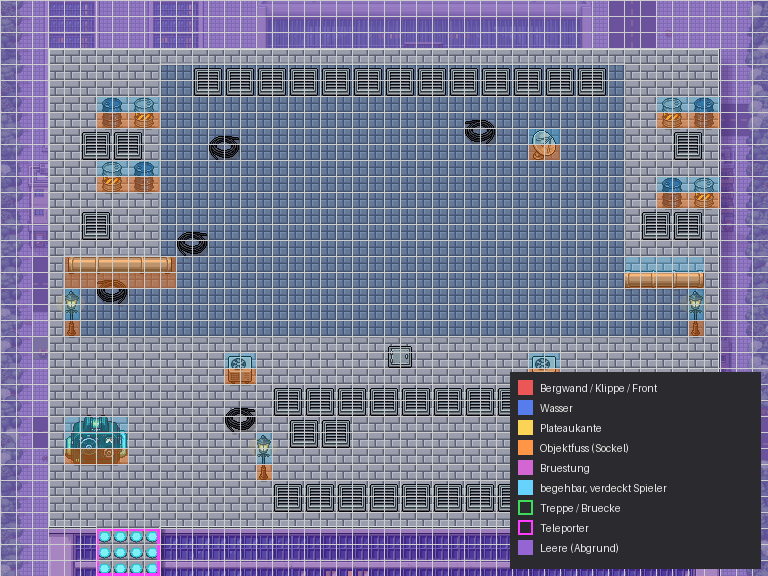 Bergwand / Klippe / Front
Wasser
Plateaukante
Objektfuss (Sockel)
Bruestung
begehbar, verdeckt Spieler
Treppe / Bruecke
Teleporter
Leere (Abgrund)